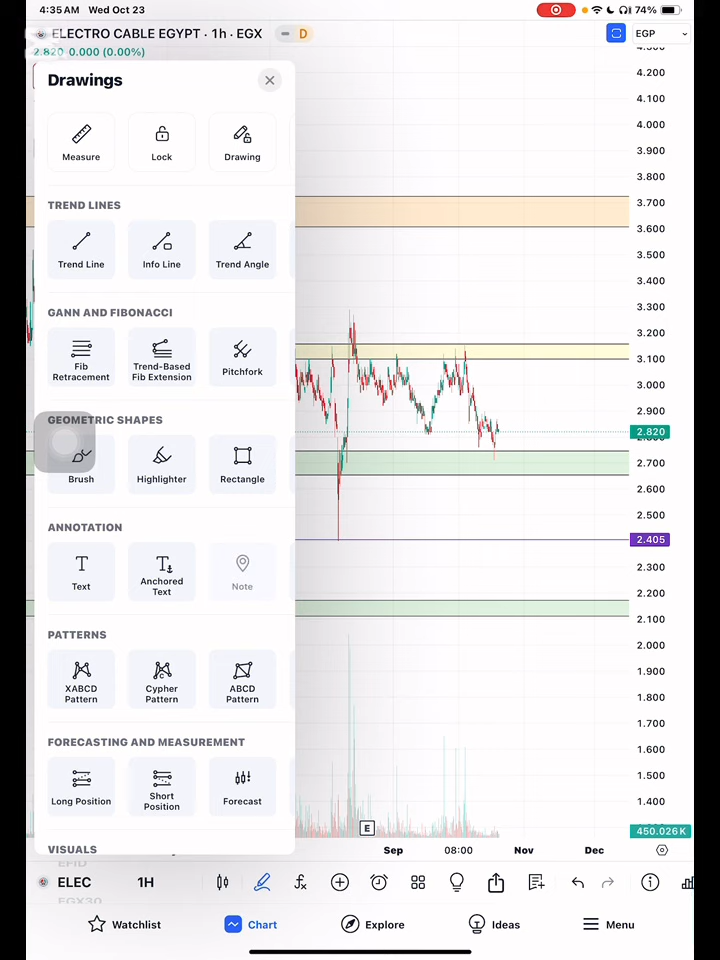 4:35 AM Wed Oct 23
74%
ELECTRO CABLE EGYPT · 1h · EGX
D
EGP
2.820 0.000 (0.00%)
Drawings
Measure
Lock
Drawing
TREND LINES
Trend Line
Info Line
Trend Angle
GANN AND FIBONACCI
Fib Retracement
Trend-Based Fib Extension
Pitchfork
GEOMETRIC SHAPES
Brush
Highlighter
Rectangle
ANNOTATION
Text
Anchored Text
Note
PATTERNS
XABCD Pattern
Cypher Pattern
ABCD Pattern
FORECASTING AND MEASUREMENT
Long Position
Short Position
Forecast
VISUALS
4.300
4.200
4.100
4.000
3.900
3.800
3.700
3.600
3.500
3.400
3.300
3.200
3.100
3.000
2.900
2.820
2.700
2.600
2.500
2.405
2.300
2.200
2.100
2.000
1.900
1.800
1.700
1.600
1.500
1.400
450.026K
E
Sep
08:00
Nov
Dec
EFID
ELEC
1H
EGX30
Watchlist
Chart
Explore
Ideas
Menu